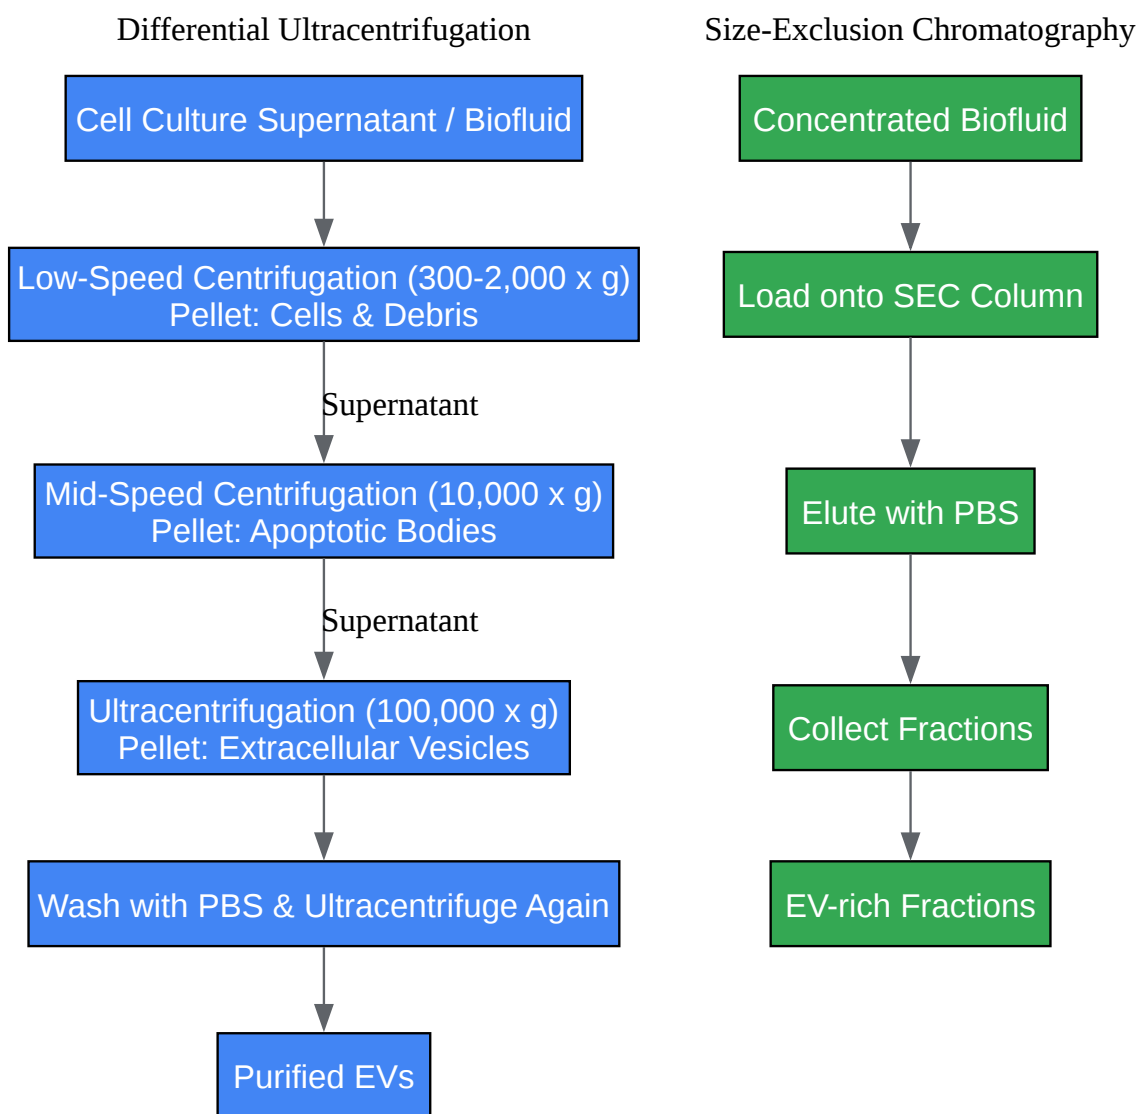 Differential Ultracentrifugation
Cell Culture Supernatant / Biofluid
Low-Speed Centrifugation (300-2,000 x g)
Pellet: Cells & Debris
Supernatant
Mid-Speed Centrifugation (10,000 x g)
Pellet: Apoptotic Bodies
Supernatant
Ultracentrifugation (100,000 x g)
Pellet: Extracellular Vesicles
Wash with PBS & Ultracentrifuge Again
Purified EVs
Size-Exclusion Chromatography
Concentrated Biofluid
Load onto SEC Column
Elute with PBS
Collect Fractions
EV-rich Fractions